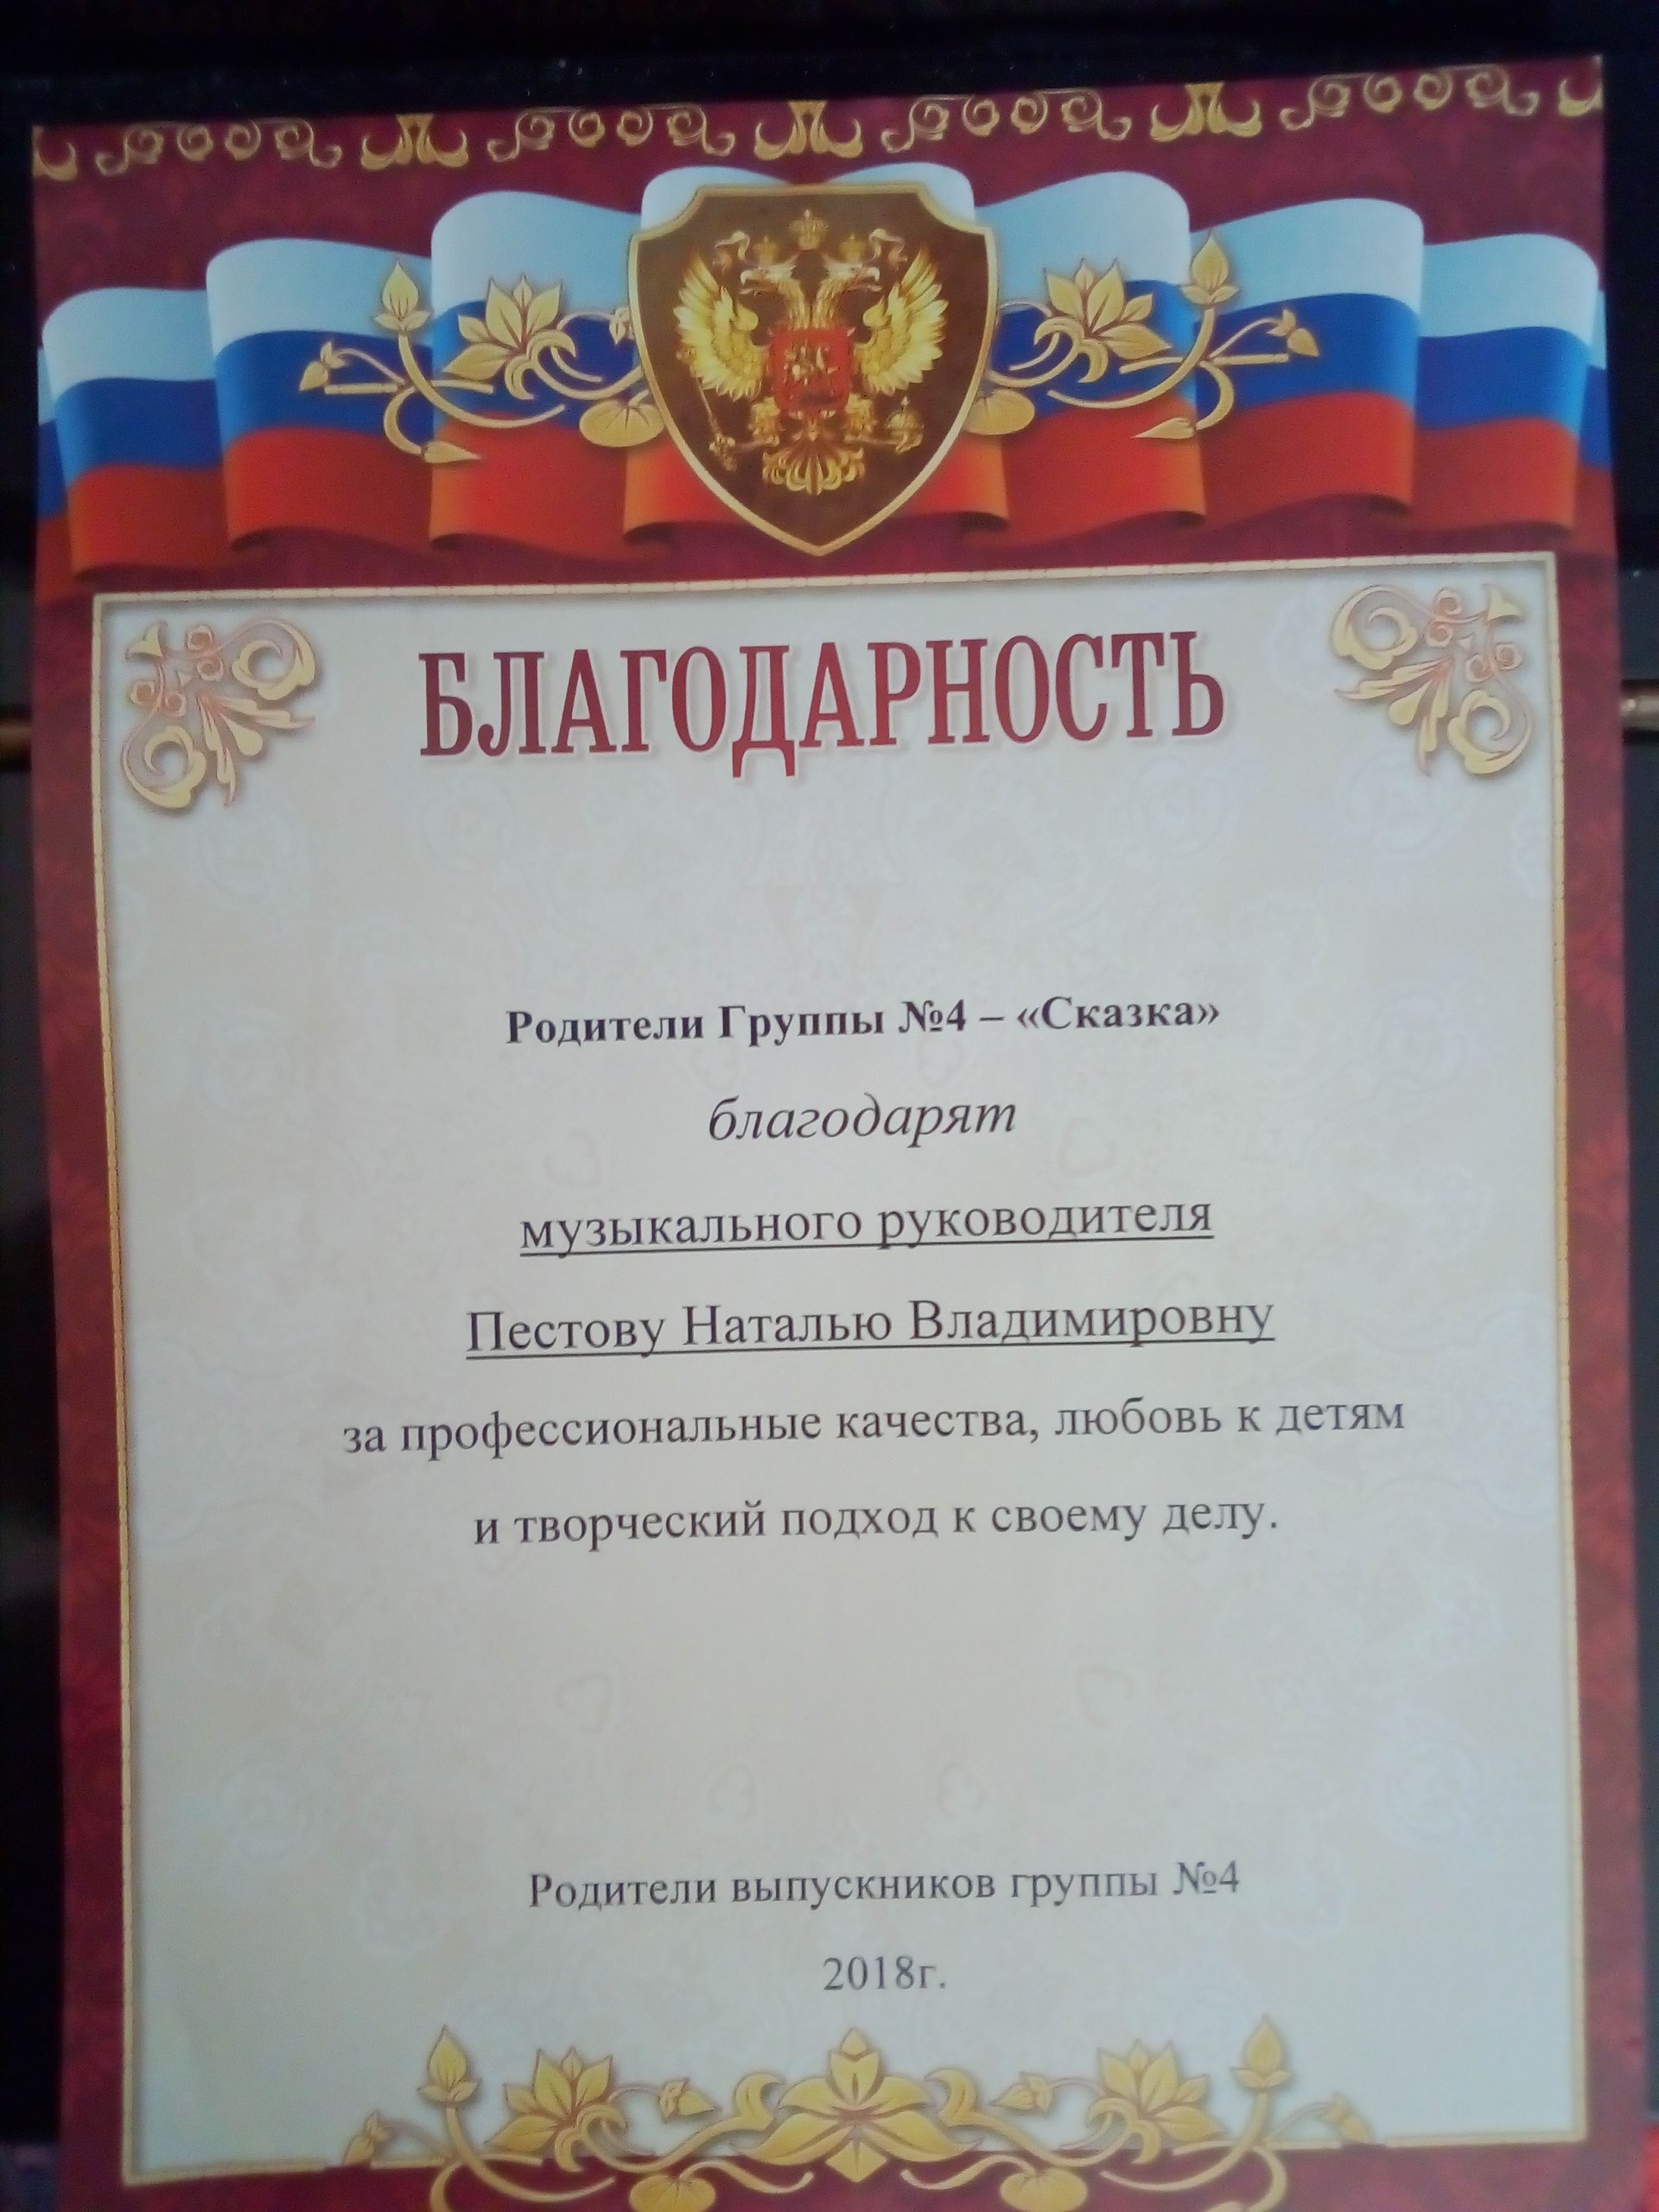 БЛАГОДАРНОСТЬ
Родители Группы №4 – «Сказка»
благодарят
музыкального руководителя
Пестову Наталью Владимировну
за профессиональные качества, любовь к детям
и творческий подход к своему делу.
Родители выпускников группы №4
2018г.